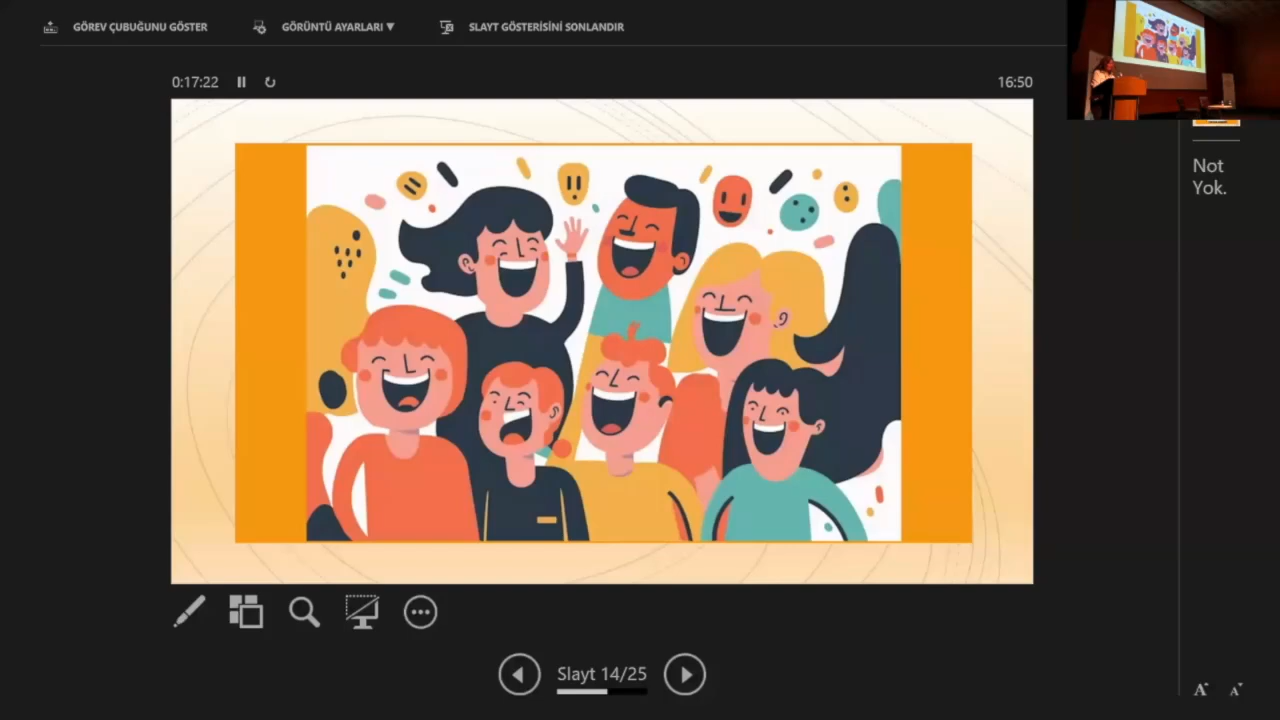 GÖREV ÇUBUĞUNU GÖSTER
GÖRÜNTÜ AYARLARI ▼
SLAYT GÖSTERİSİNİ SONLANDIR
0:17:22
16:50
Not
Yok.
Slayt 14/25
A
A